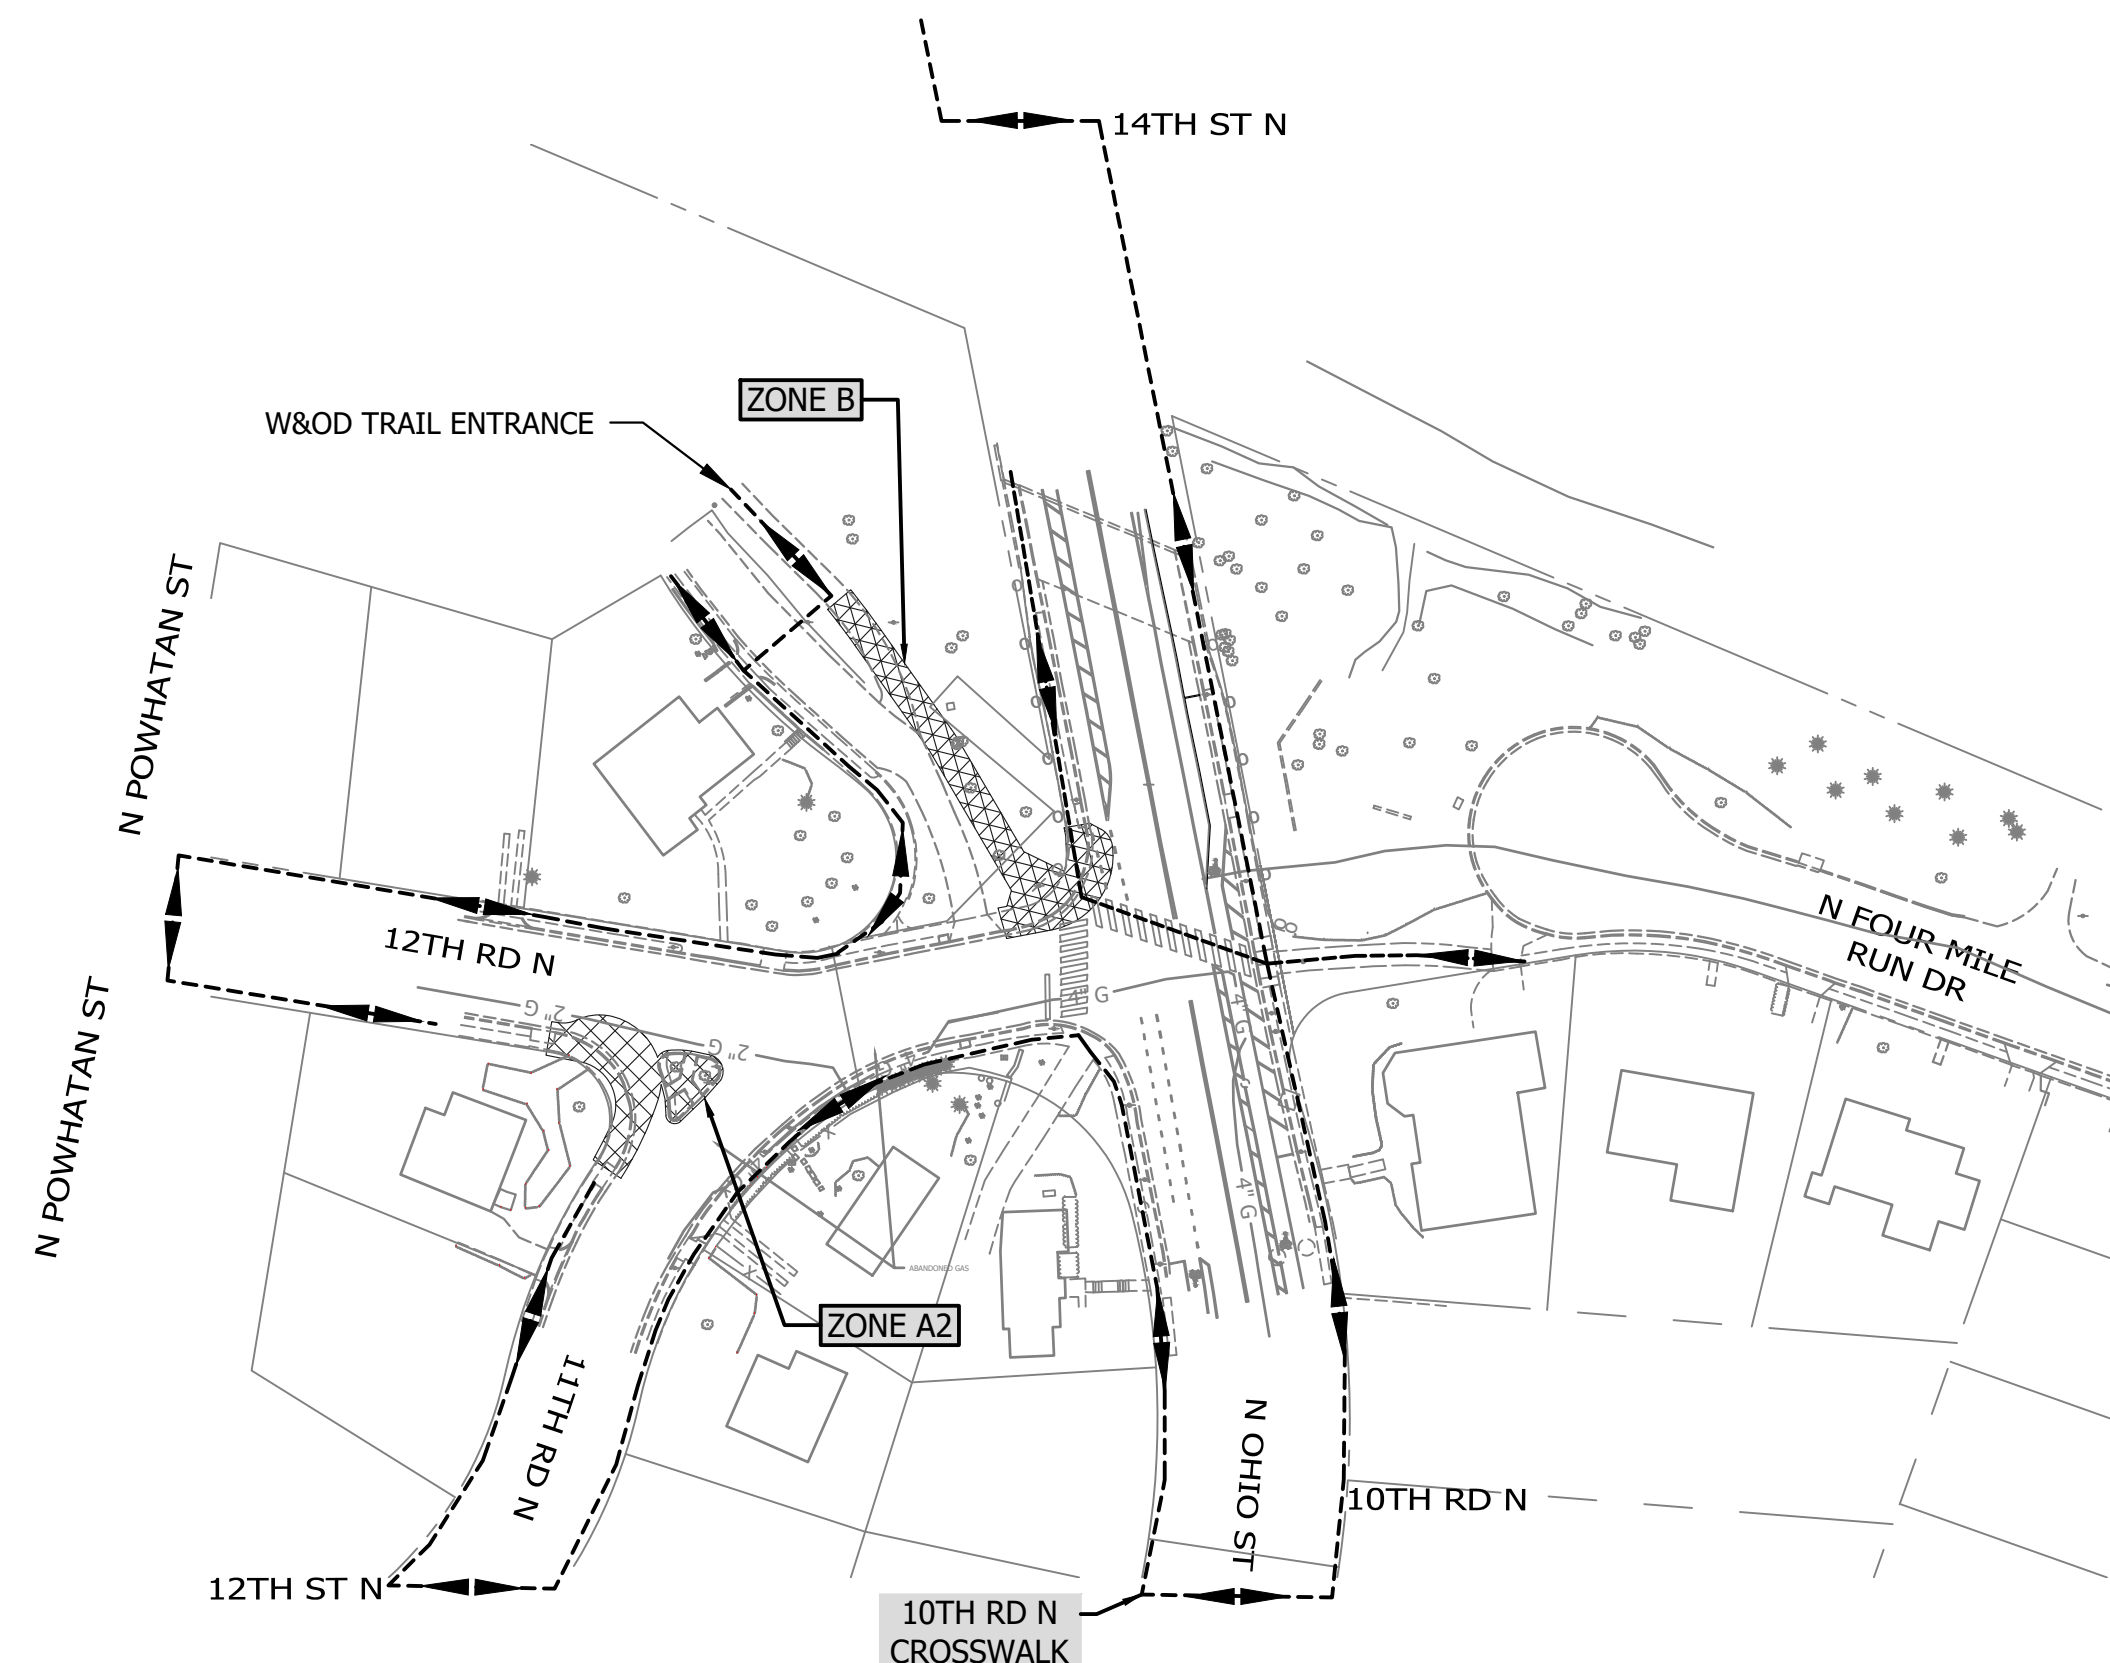 14TH ST N
ZONE B
W&OD TRAIL ENTRANCE
N POWHATAN ST
12TH RD N
N FOUR MILE
RUN DR
N POWHATAN ST
2" G
2" G
4" G
4" G
4" G
ABANDONED GAS
ZONE A2
11TH RD N
N OHIO ST
10TH RD N
12TH ST N
10TH RD N
CROSSWALK